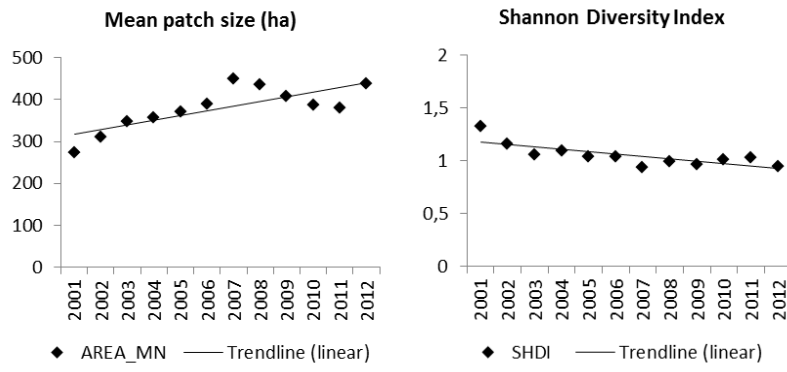 Mean patch size (ha)
500
400
300
200
100
0
2001 2002 2003 2004 2005 2006 2007 2008 2009 2010 2011 2012
AREA_MN Trendline (linear)
Shannon Diversity Index
2
1,5
1
0,5
0
2001 2002 2003 2004 2005 2006 2007 2008 2009 2010 2011 2012
SHDI Trendline (linear)